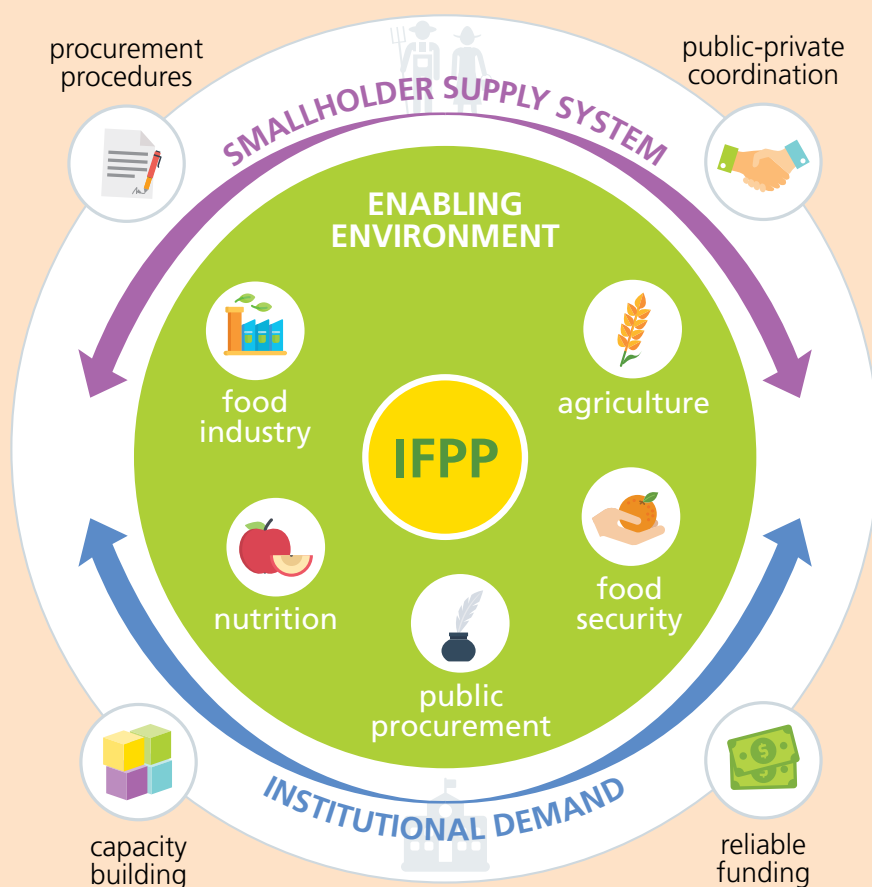 procurement
procedures
public-private
coordination
SMALLHOLDER SUPPLY SYSTEM
ENABLING
ENVIRONMENT
food
industry
agriculture
IFPP
nutrition
food
security
public
procurement
INSTITUTIONAL DEMAND
capacity
building
reliable
funding